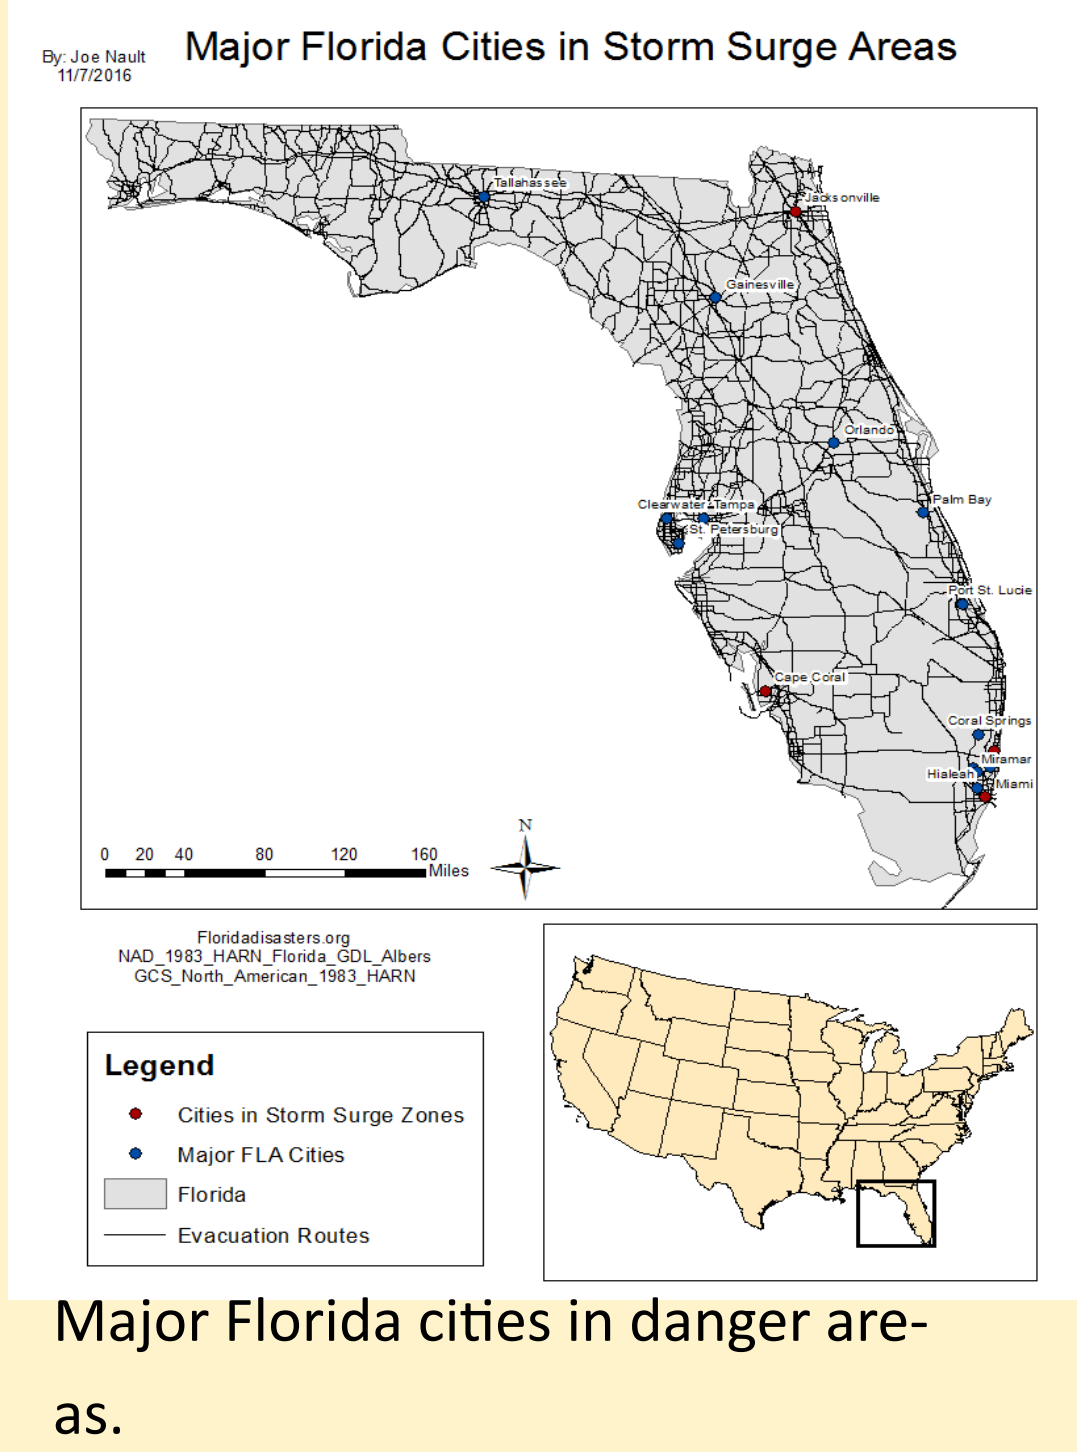 By: Joe Nault
11/7/2016
Major Florida Cities in Storm Surge Areas
Tallahassee
Jacksonville
Gainesville
Orlando
Clearwater Tampa
St. Petersburg
Palm Bay
Port St. Lucie
Cape Coral
Coral Springs
Miramar
Hialeah
Miami
N
0 20 40 80 120 160
Miles
Floridadisasters.org
NAD_1983_HARN_Florida_GDL_Albers
GCS_North_American_1983_HARN
Legend
Cities in Storm Surge Zones
Major FLA Cities
Florida
Evacuation Routes
Major Florida cities in danger are-
as.